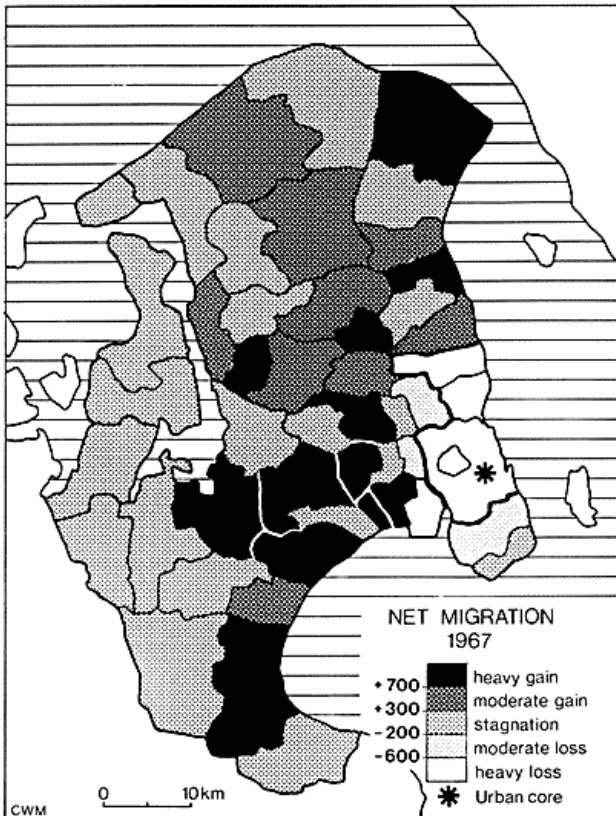 NET MIGRATION
1967
heavy gain
+700
moderate gain
+300
stagnation
-200
moderate loss
-600
heavy loss
Urban core
0 10km
CWM